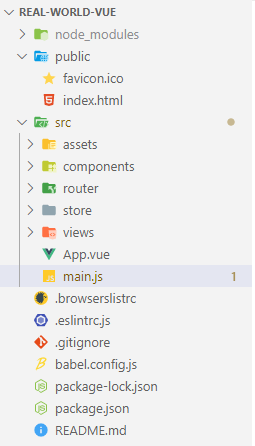 REAL-WORLD-VUE
node_modules
public
favicon.ico
index.html
src
assets
components
router
store
views
App.vue
main.js 1
.browserslistrc
.eslintrc.js
.gitignore
babel.config.js
package-lock.json
package.json
README.md